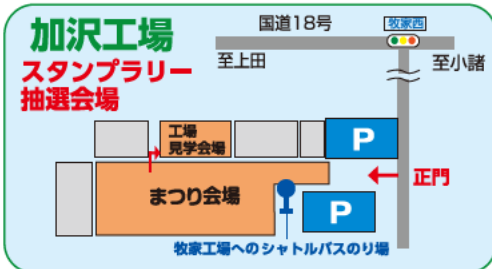 加沢工場
スタンプラリー
抽選会場
国道18号
牧家西
至上田
至小諸
工場
見学会場
P
正門
まつり会場
P
牧家工場へのシャトルバスのり場